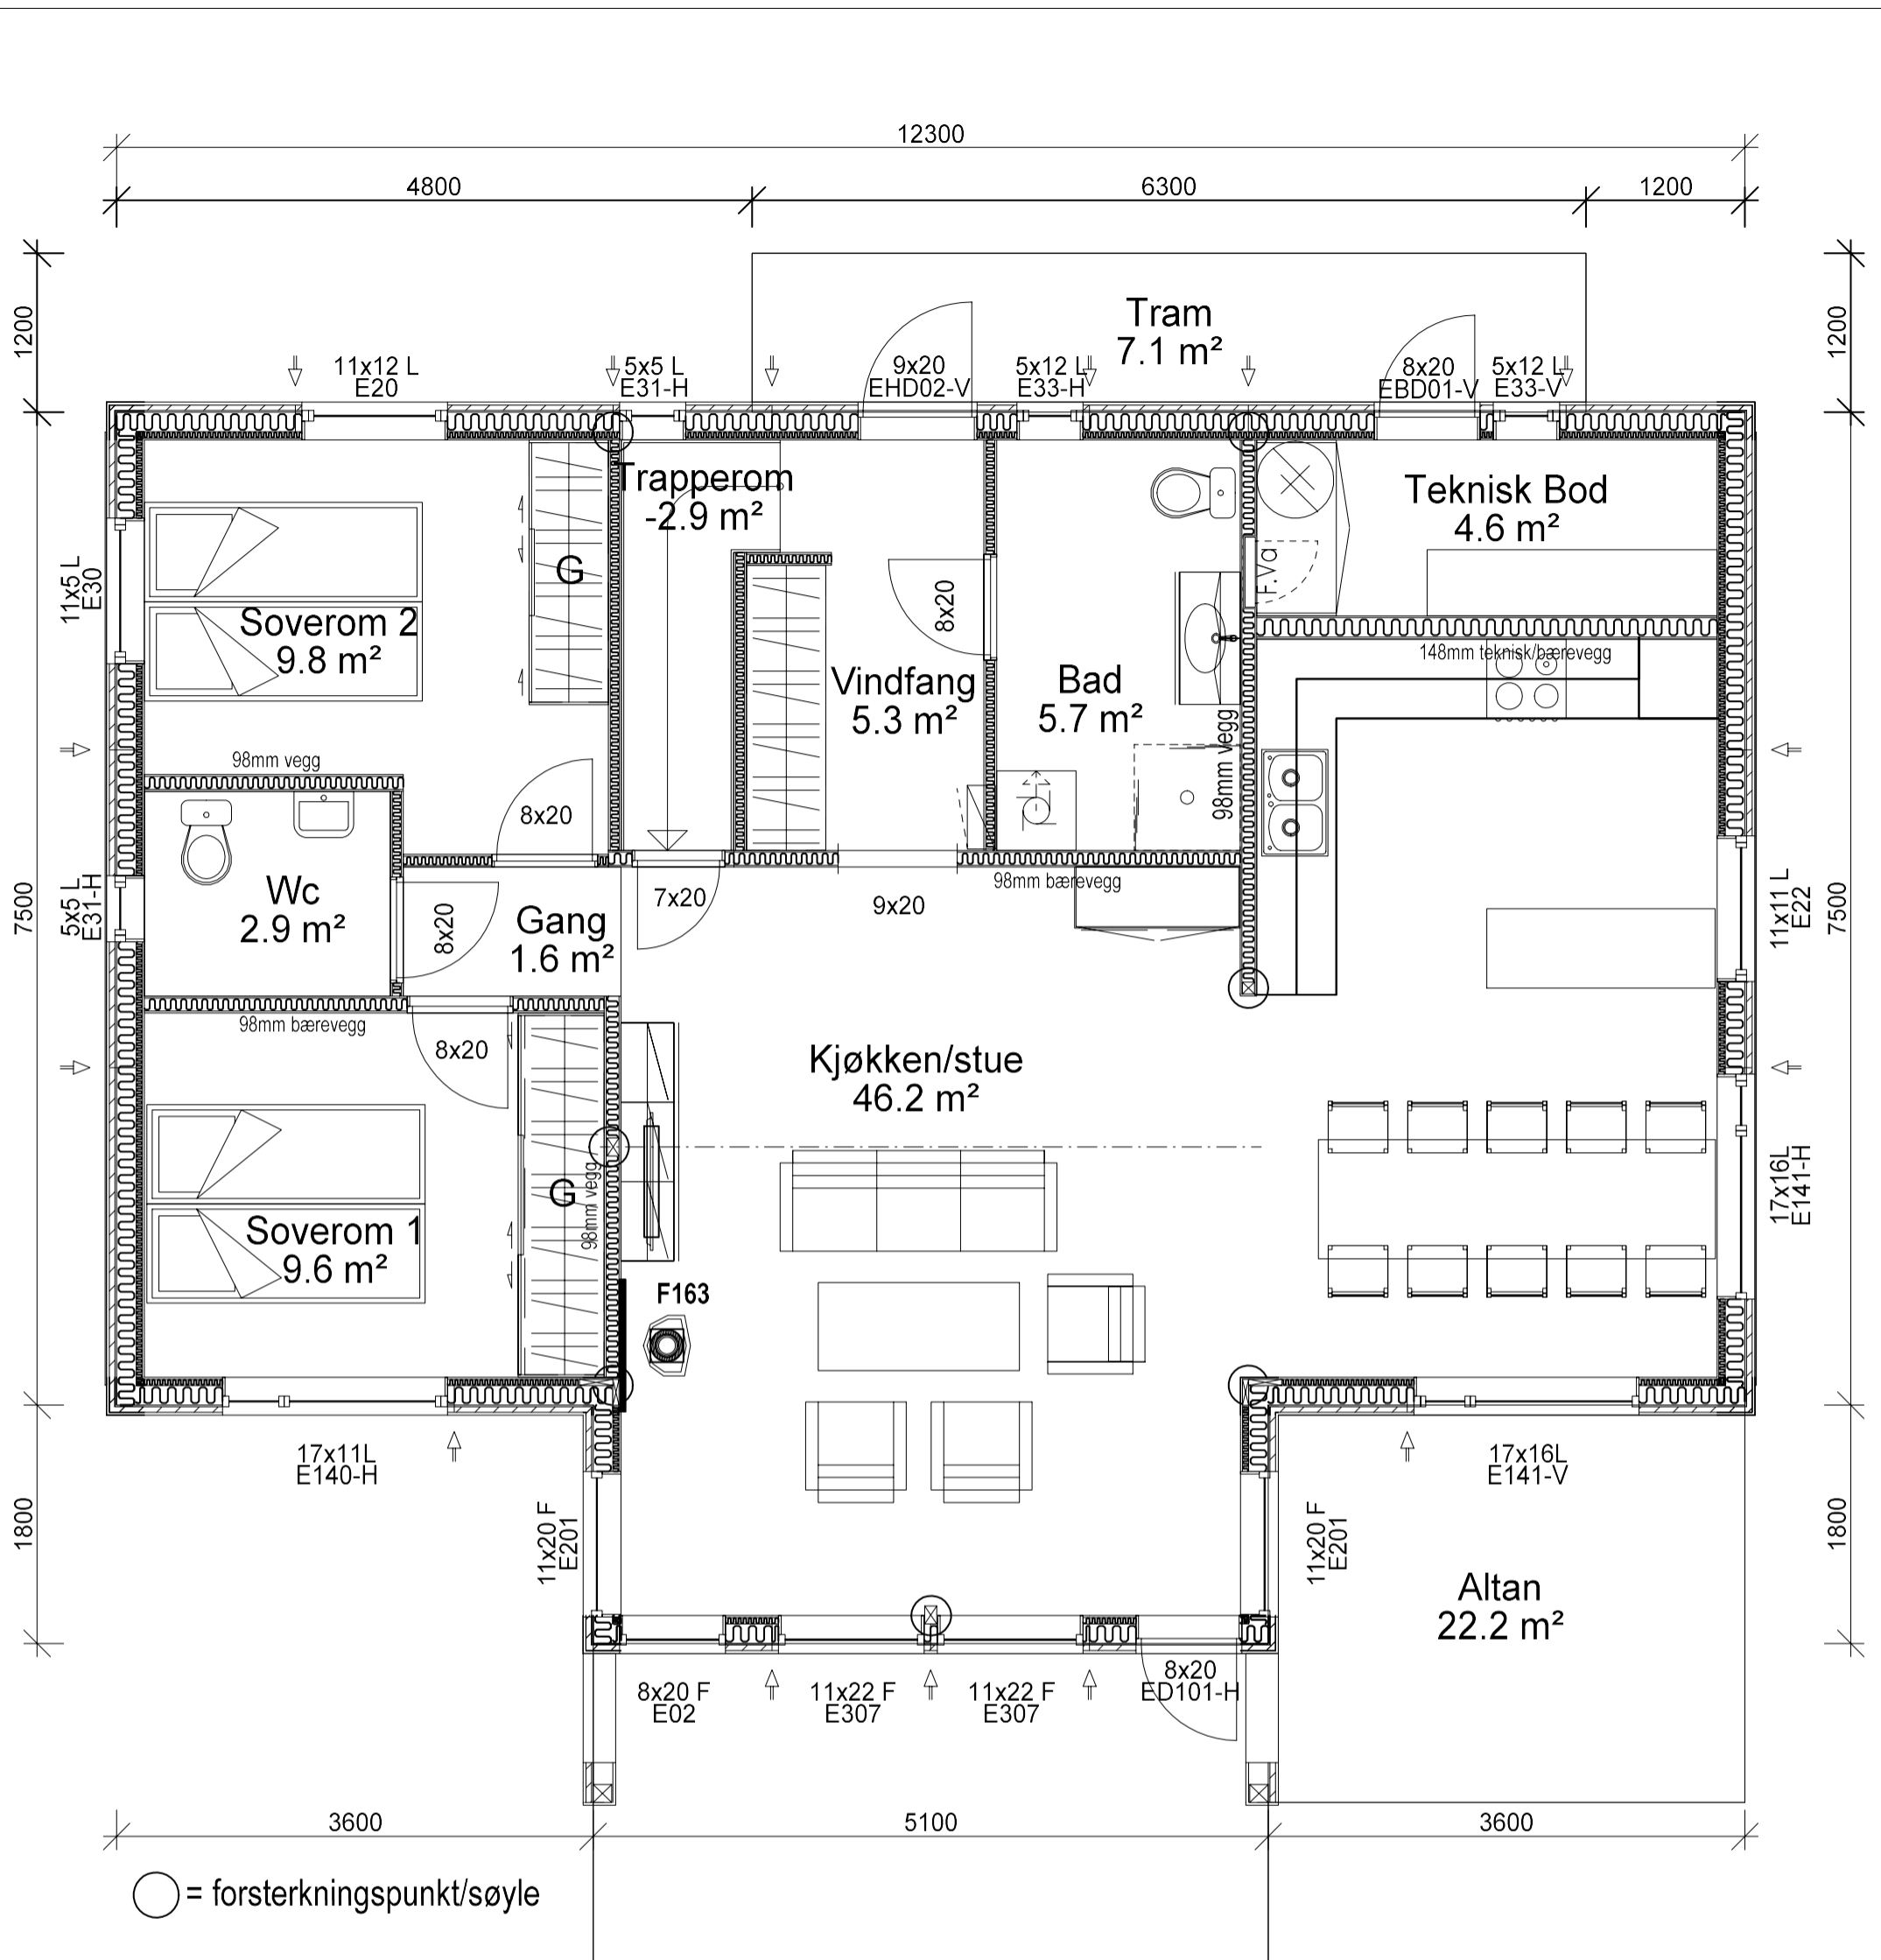 12300
4800
6300
1200
1200
1200
Tram
7.1 m²
11x12 L
E20
5x5 L
E31-H
9x20
EHD02-V
5x12 L
E33-H
8x20
EBD01-V
5x12 L
E33-V
Trapperom
-2.9 m²
Teknisk Bod
4.6 m²
11x5 L
E30
G
F.Va
8x20
Soverom 2
9.8 m²
148mm teknisk/bærevegg
Vindfang
5.3 m²
Bad
5.7 m²
98mm vegg
98mm vegg
8x20
7500
5x5 L
E31-H
Wc
2.9 m²
8x20
Gang
1.6 m²
7x20
9x20
98mm bærevegg
11x11 L
E22
7500
98mm bærevegg
8x20
Kjøkken/stue
46.2 m²
G
98mm vegg
17x16L
E141-H
Soverom 1
9.6 m²
F163
17x11L
E140-H
17x16L
E141-V
1800
11x20 F
E201
11x20 F
E201
1800
Altan
22.2 m²
8x20 F
E02
11x22 F
E307
11x22 F
E307
8x20
ED101-H
3600
5100
3600
= forsterkningspunkt/søyle